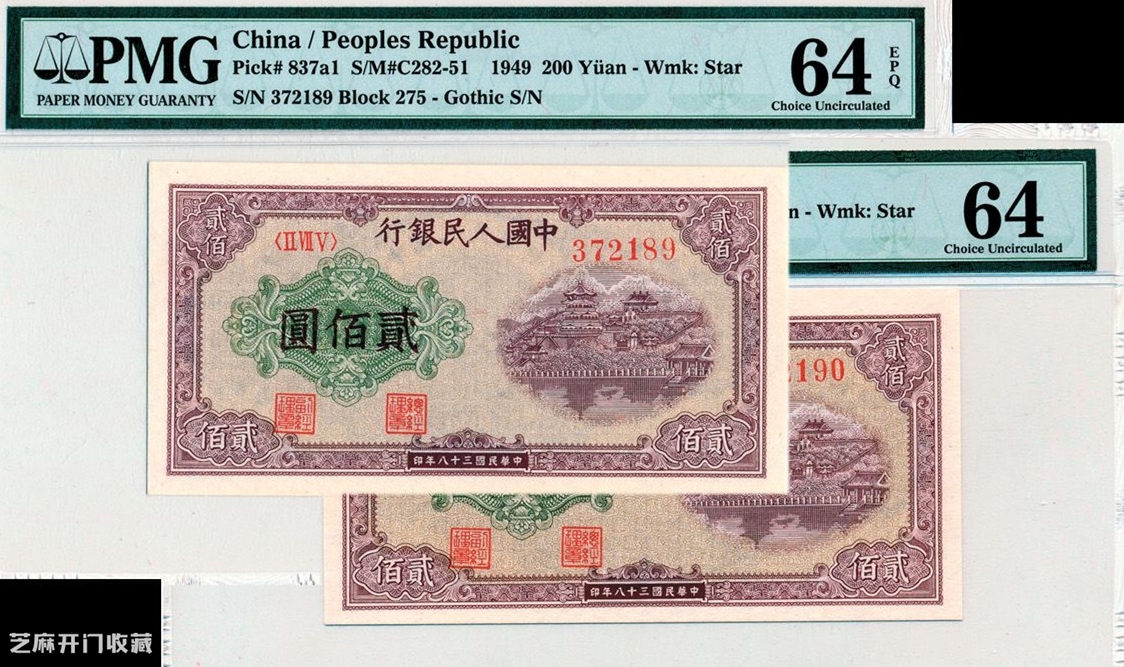 PMG
PAPER MONEY GUARANTY
China / Peoples Republic
Pick# 837a1 S/M#C282-51 1949 200 Yüan - Wmk: Star
S/N 372189 Block 275 - Gothic S/N
64
EPQ
Choice Uncirculated
n - Wmk: Star
64
Choice Uncirculated
貳佰
貳佰
中國人民銀行
〈II VII V〉
372189
貳佰圓
貳佰
貳佰
中華民國三十八年印
貳佰
190
貳佰
貳佰
中華民國三十八年印
芝麻开门收藏